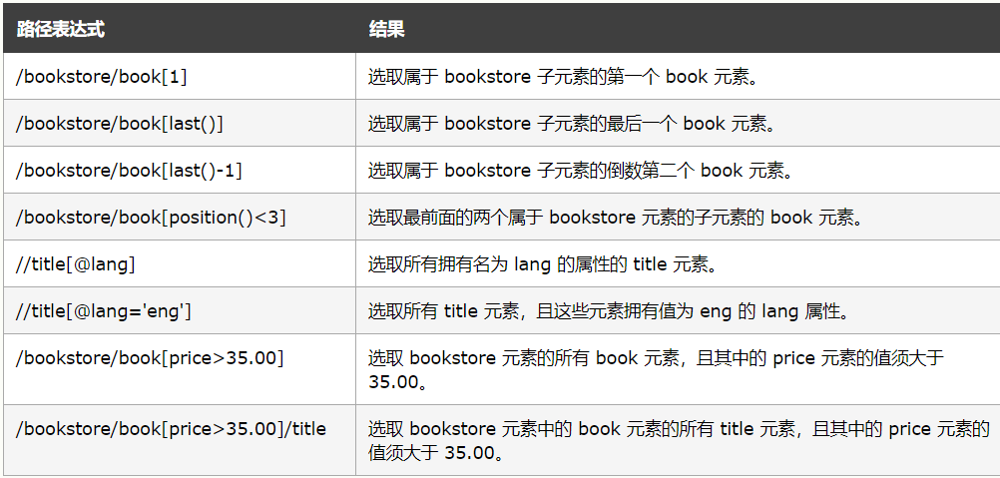 路径表达式 结果
/bookstore/book[1] 选取属于 bookstore 子元素的第一个 book 元素。
/bookstore/book[last()] 选取属于 bookstore 子元素的最后一个 book 元素。
/bookstore/book[last()-1] 选取属于 bookstore 子元素的倒数第二个 book 元素。
/bookstore/book[position()<3] 选取最前面的两个属于 bookstore 元素的子元素的 book 元素。
//title[@lang] 选取所有拥有名为 lang 的属性的 title 元素。
//title[@lang='eng'] 选取所有 title 元素，且这些元素拥有值为 eng 的 lang 属性。
/bookstore/book[price>35.00] 选取 bookstore 元素的所有 book 元素，且其中的 price 元素的值须大于
35.00。
/bookstore/book[price>35.00]/title 选取 bookstore 元素中的 book 元素的所有 title 元素，且其中的 price 元素的
值须大于 35.00。